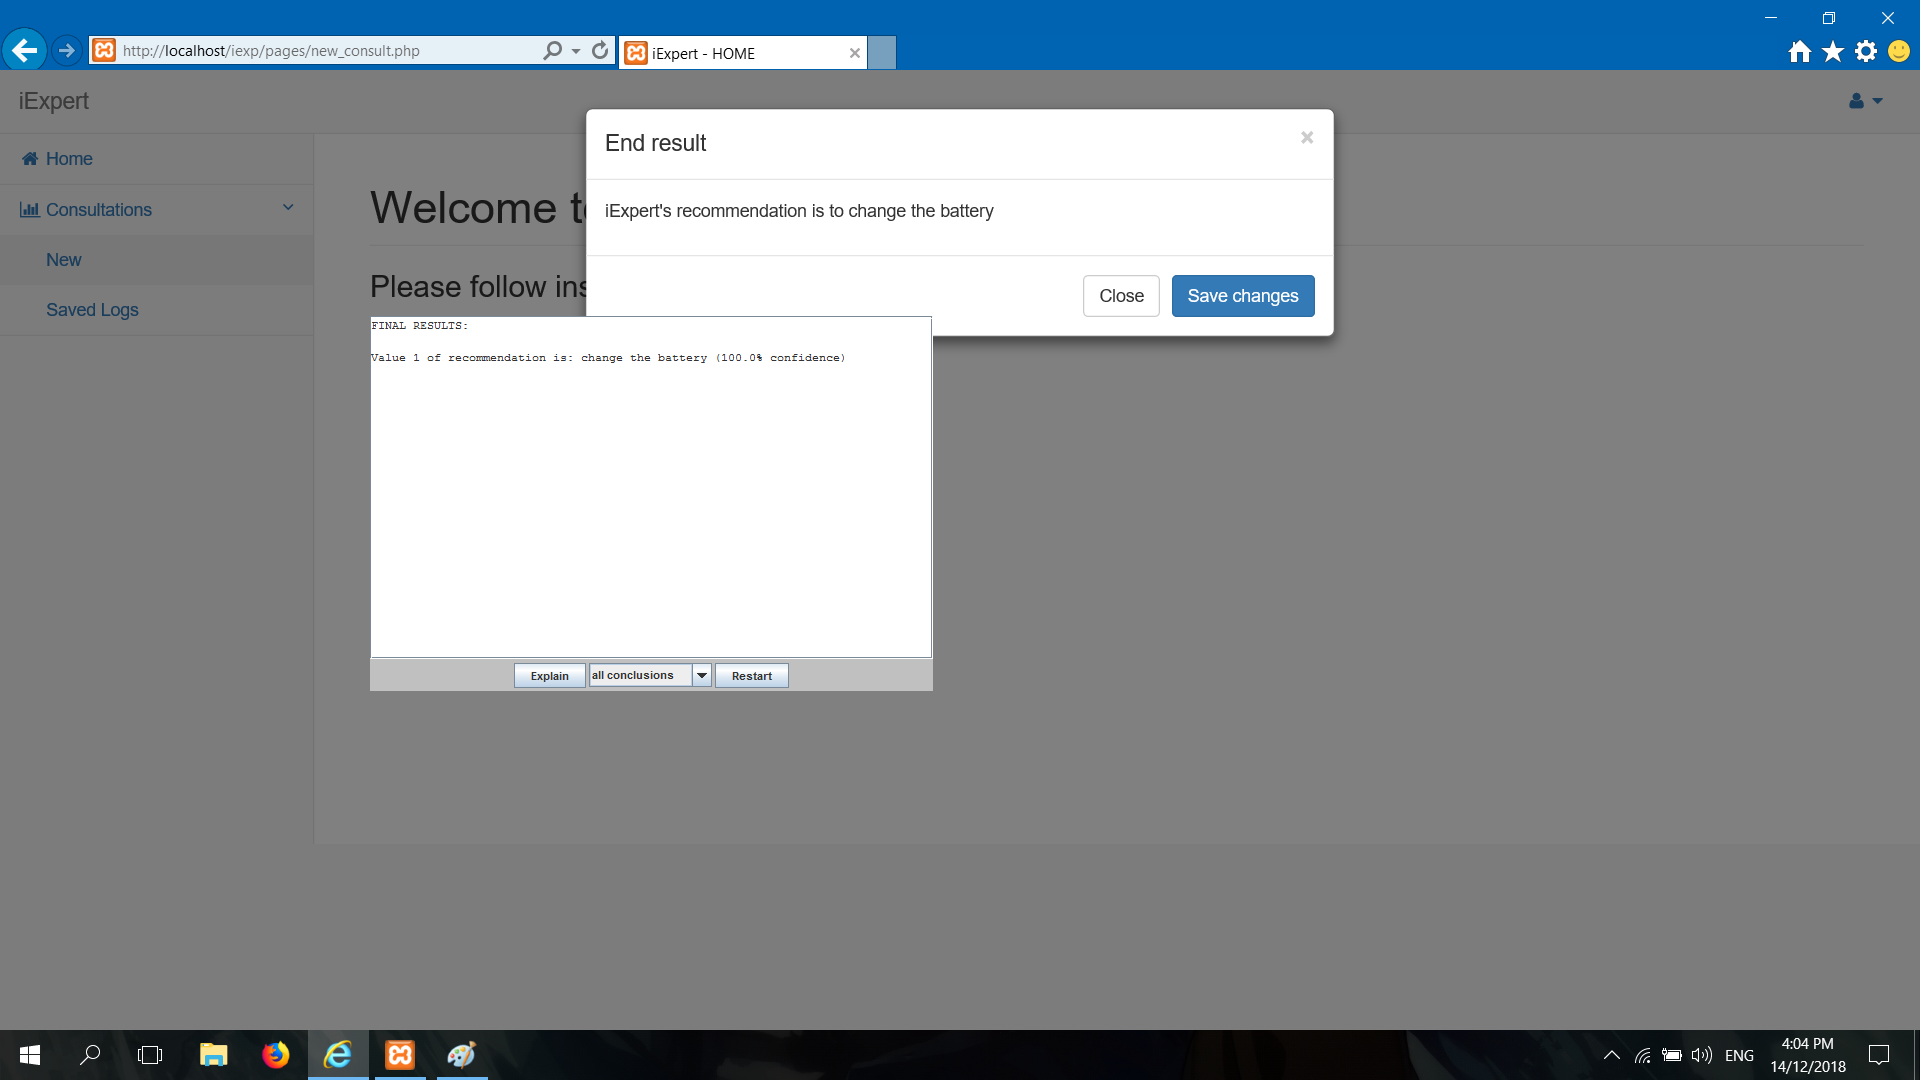 http://localhost/iexp/pages/new_consult.php
iExpert - HOME
iExpert
Home
Consultations
New
Saved Logs
Welcome t
Please follow ins
End result
×
iExpert's recommendation is to change the battery
Close
Save changes
FINAL RESULTS:
Value 1 of recommendation is: change the battery (100.0% confidence)
Explain
all conclusions
Restart
ENG
4:04 PM
14/12/2018